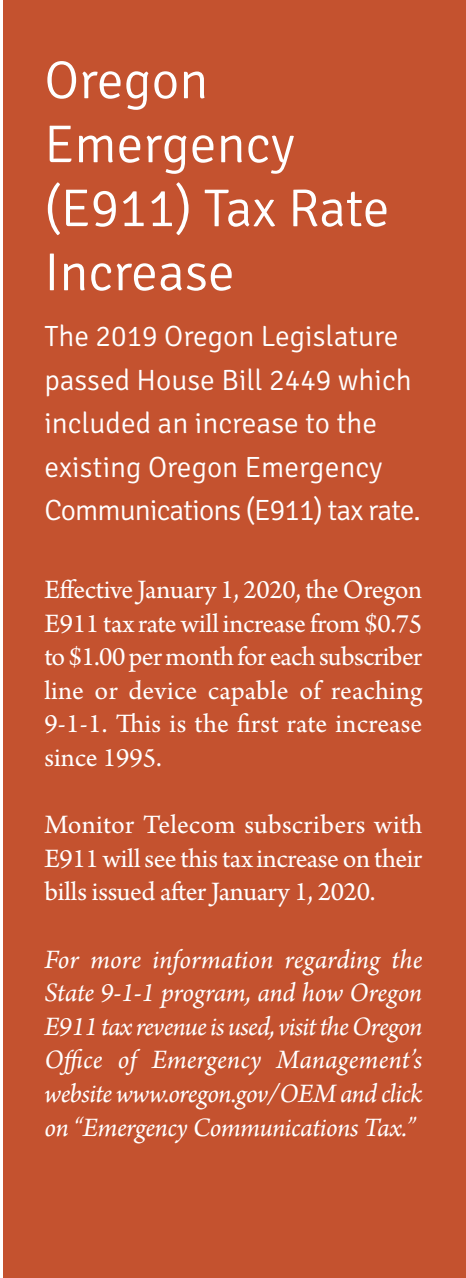 Oregon
Emergency
(E911) Tax Rate
Increase
The 2019 Oregon Legislature
passed House Bill 2449 which
included an increase to the
existing Oregon Emergency
Communications (E911) tax rate.
Effective January 1, 2020, the Oregon
E911 tax rate will increase from $0.75
to $1.00 per month for each subscriber
line or device capable of reaching
9-1-1. This is the first rate increase
since 1995.
Monitor Telecom subscribers with
E911 will see this tax increase on their
bills issued after January 1, 2020.
For more information regarding the
State 9-1-1 program, and how Oregon
E911 tax revenue is used, visit the Oregon
Office of Emergency Management's
website www.oregon.gov/OEM and click
on “Emergency Communications Tax.”